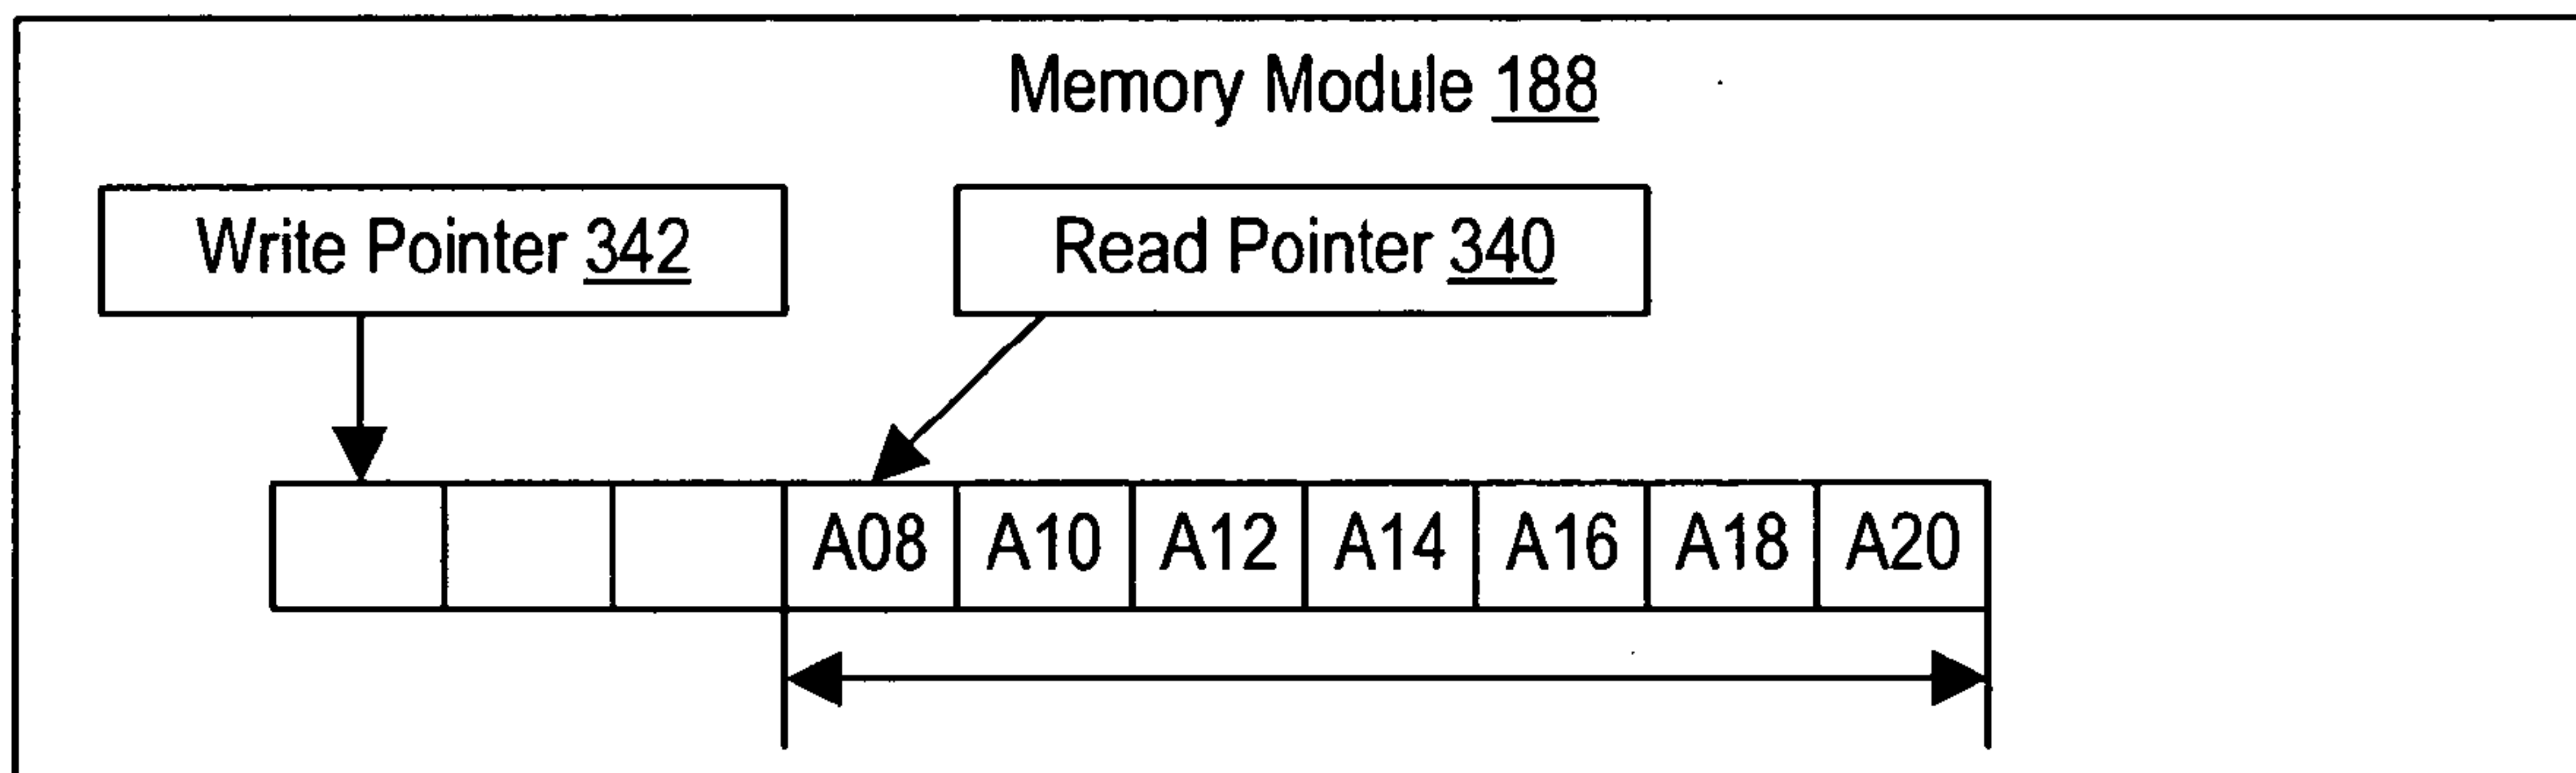 Memory Module 188
Write Pointer 342 Read Pointer 340
A08 A10 A12 A14 A16 A18 A20